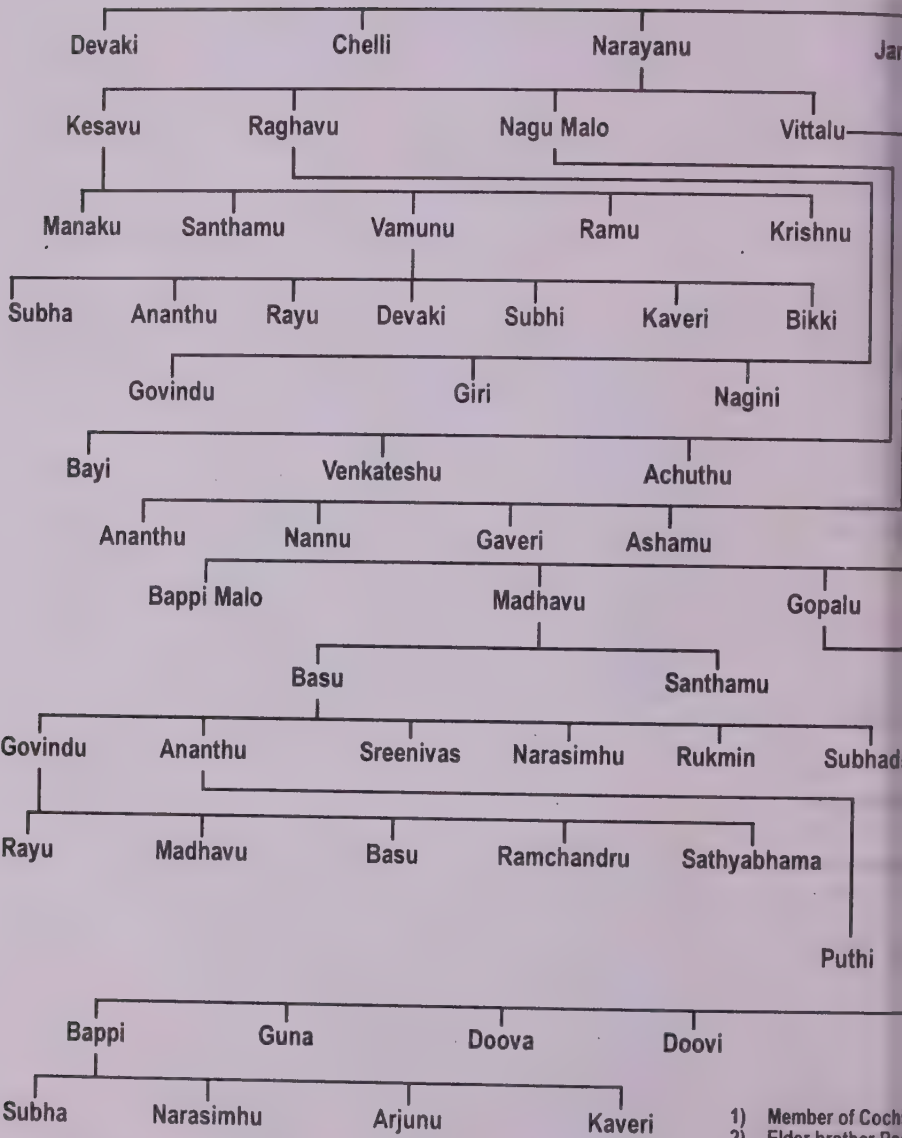 Devaki Chelli Narayanu
Kesavu Raghavu Nagu Malo Vittalu
Manaku Santhamu Vamunu Ramu Krishnu
Subha Ananthu Rayu Devaki Subhi Kaveri Bikki
Govindu Giri Nagini
Bayi Venkateshu Achuthu
Ananthu Nannu Gaveri Ashamu
Bappi Malo Madhavu Gopalu
Basu Santhamu
Govindu Ananthu Sreenivas Narasimhu Rukmin
Rayu Madhavu Basu Ramchandru Sathyabhama
Puthi
Bappi Guna Doova Doovi
Subha Narasimhu Arjunu Kaveri
1) Member of
2) Elder brother